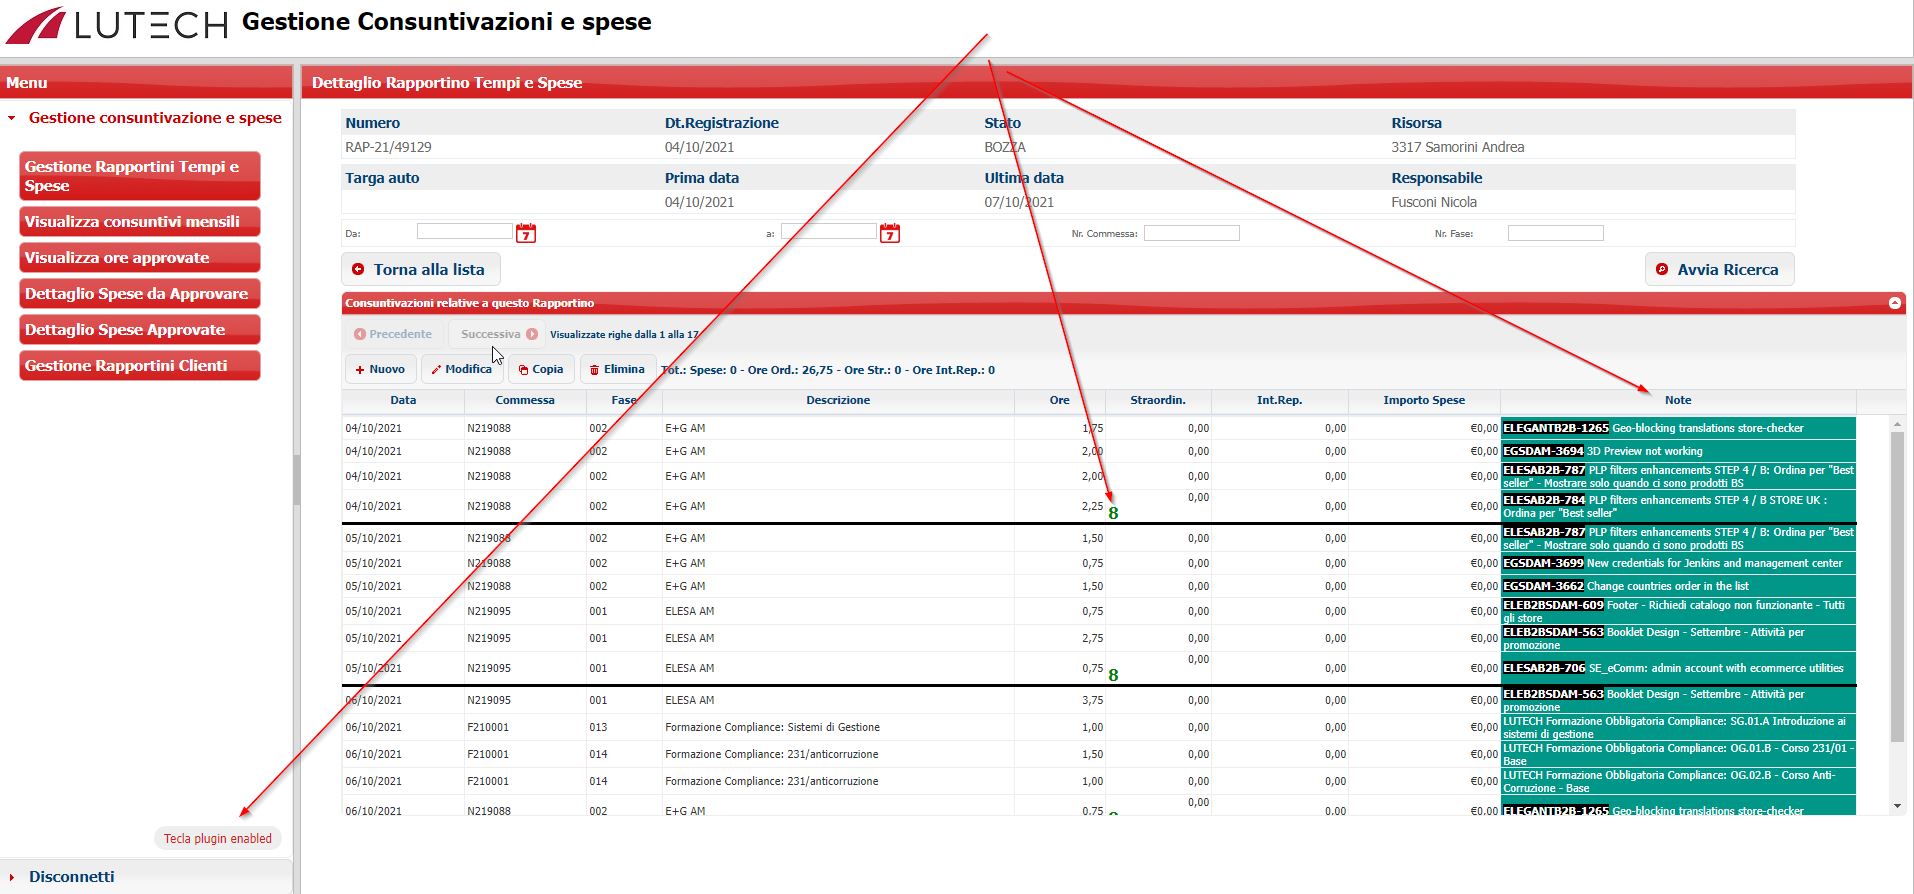 LUTECH Gestione Consuntivazioni e spese
Menu
Gestione consuntivazione e spese
Gestione Rapportini Tempi e
Spese
Visualizza consuntivi mensili
Visualizza ore approvate
Dettaglio Spese da Approvare
Dettaglio Spese Approvate
Gestione Rapportini Clienti
Tecla plugin enabled
Disconnetti
Dettaglio Rapportino Tempi e Spese
Numero Dt.Registrazione Stato Risorsa
RAP-21/49129 04/10/2021 BOZZA 3317 Samorini Andrea
Targa auto Prima data Ultima data Responsabile
04/10/2021 07/10/2021 Fusconi Nicola
Da: 7 a: 7 Nr. Commessa: Nr. Fase:
Torna alla lista Avvia Ricerca
Consuntivazioni relative a questo Rapportino
Precedente Successiva Visualizzate righe dalla 1 alla 17
Nuovo Modifica Copia Elimina Tot.: Spese: 0 - Ore Ord.: 26,75 - Ore Str.: 0 - Ore Int.Rep.: 0
Data Commessa Fase Descrizione Ore Straordin. Int.Rep. Importo Spese Note
04/10/2021 N219088 002 E+G AM 1,75 0,00 0,00 €0,00 ELEGANTB2B-1265 Geo-blocking translations store-checker
04/10/2021 N219088 002 E+G AM 2,00 0,00 0,00 €0,00 EGSDAM-3694 3D Preview not working
04/10/2021 N219088 002 E+G AM 2,00 0,00 0,00 €0,00 ELESAB2B-787 PLP filters enhancements STEP 4 / B: Ordina per "Best
seller" - Mostrare solo quando ci sono prodotti BS
04/10/2021 N219088 002 E+G AM 2,25 8 0,00 0,00 €0,00 ELESAB2B-784 PLP filters enhancements STEP 4 / B STORE UK :
Ordina per "Best seller"
05/10/2021 N219088 002 E+G AM 1,50 0,00 0,00 €0,00 ELESAB2B-787 PLP filters enhancements STEP 4 / B: Ordina per "Best
seller" - Mostrare solo quando ci sono prodotti BS
05/10/2021 N219088 002 E+G AM 0,75 0,00 0,00 €0,00 EGSDAM-3699 New credentials for Jenkins and management center
05/10/2021 N219088 002 E+G AM 1,50 0,00 0,00 €0,00 EGSDAM-3662 Change countries order in the list
05/10/2021 N219095 001 ELESA AM 0,75 0,00 0,00 €0,00 ELEB2BSDAM-609 Footer - Richiedi catalogo non funzionante - Tutti
gli store
05/10/2021 N219095 001 ELESA AM 2,75 0,00 0,00 €0,00 ELEB2BSDAM-563 Booklet Design - Settembre - Attività per
promozione
05/10/2021 N219095 001 ELESA AM 0,75 8 0,00 0,00 €0,00 ELESAB2B-706 SE_eComm: admin account with ecommerce utilities
06/10/2021 N219095 001 ELESA AM 3,75 0,00 0,00 €0,00 ELEB2BSDAM-563 Booklet Design - Settembre - Attività per
promozione
06/10/2021 F210001 013 Formazione Compliance: Sistemi di Gestione 1,00 0,00 0,00 €0,00 LUTECH Formazione Obbligatoria Compliance: SG.01.A Introduzione ai
sistemi di gestione
06/10/2021 F210001 014 Formazione Compliance: 231/anticorruzione 1,50 0,00 0,00 €0,00 LUTECH Formazione Obbligatoria Compliance: OG.01.B - Corso 231/01 -
Base
06/10/2021 F210001 014 Formazione Compliance: 231/anticorruzione 1,00 0,00 0,00 €0,00 LUTECH Formazione Obbligatoria Compliance: OG.02.B - Corso Anti-
Corruzione - Base
06/10/2021 N219088 002 E+G AM 0,75 0,00 0,00 €0,00 ELEGANTB2B-1265 Geo-blocking translations store-checker